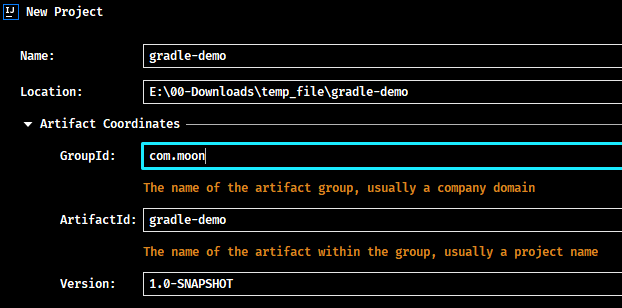 IJ New Project
Name: gradle-demo
Location: E:\00-Downloads\temp_file\gradle-demo
Artifact Coordinates
GroupId: com.moon
The name of the artifact group, usually a company domain
ArtifactId: gradle-demo
The name of the artifact within the group, usually a project name
Version: 1.0-SNAPSHOT